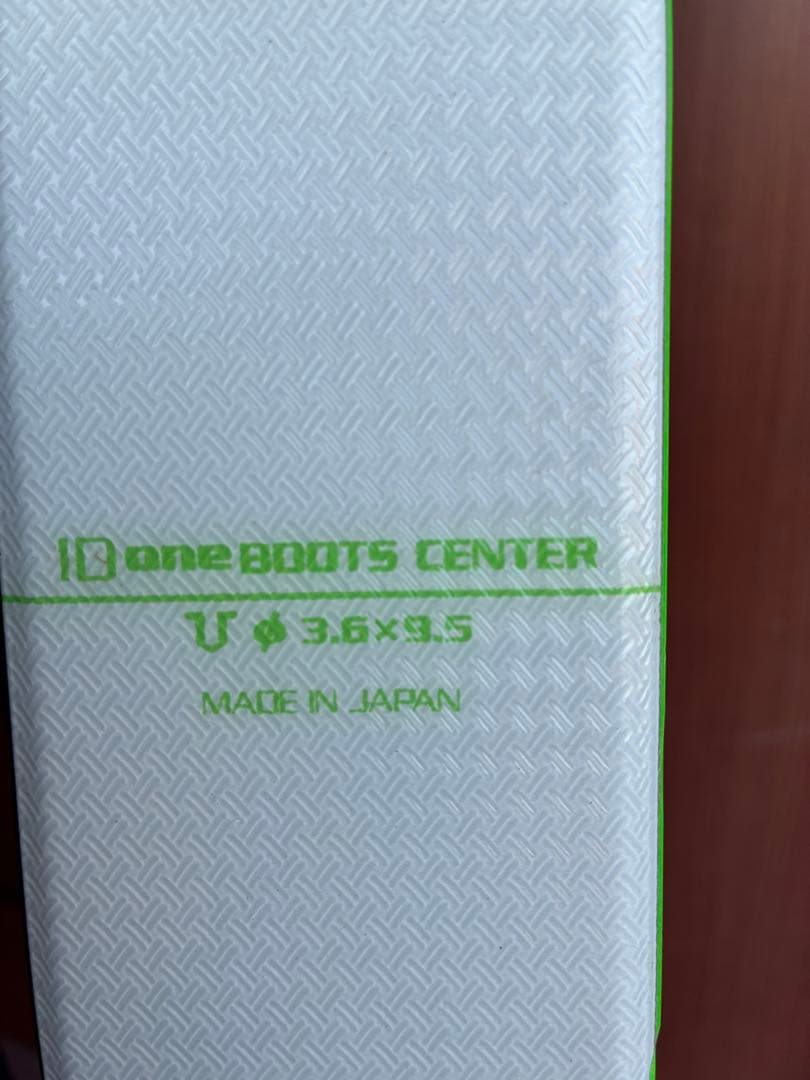 ID one BOOTS CENTER
ϕ 3.6×9.5
MADE IN JAPAN